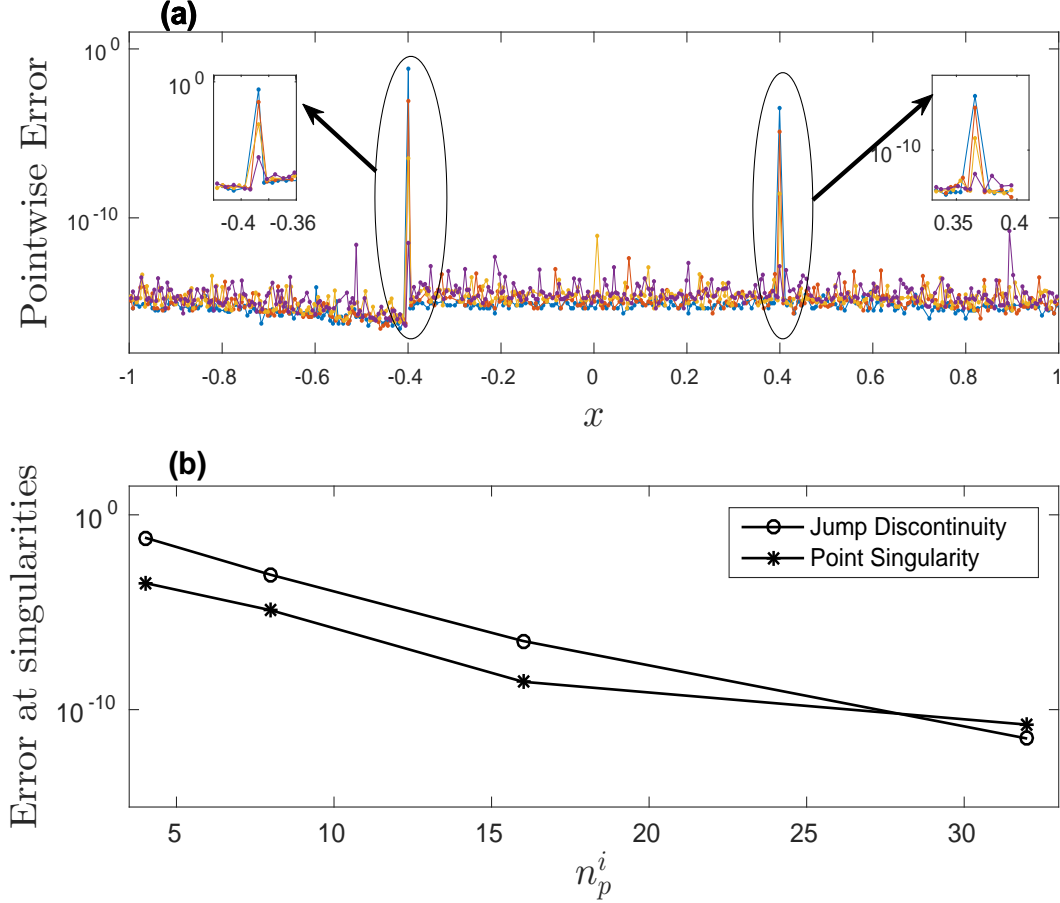 (a)
Pointwise Error
10^0
10^-10
10^0
-0.4 -0.36
10^-10
0.35 0.4
-1 -0.8 -0.6 -0.4 -0.2 0 0.2 0.4 0.6 0.8 1
x
(b)
Error at singularities
10^0
10^-10
Jump Discontinuity
Point Singularity
5 10 15 20 25 30
n_p^i